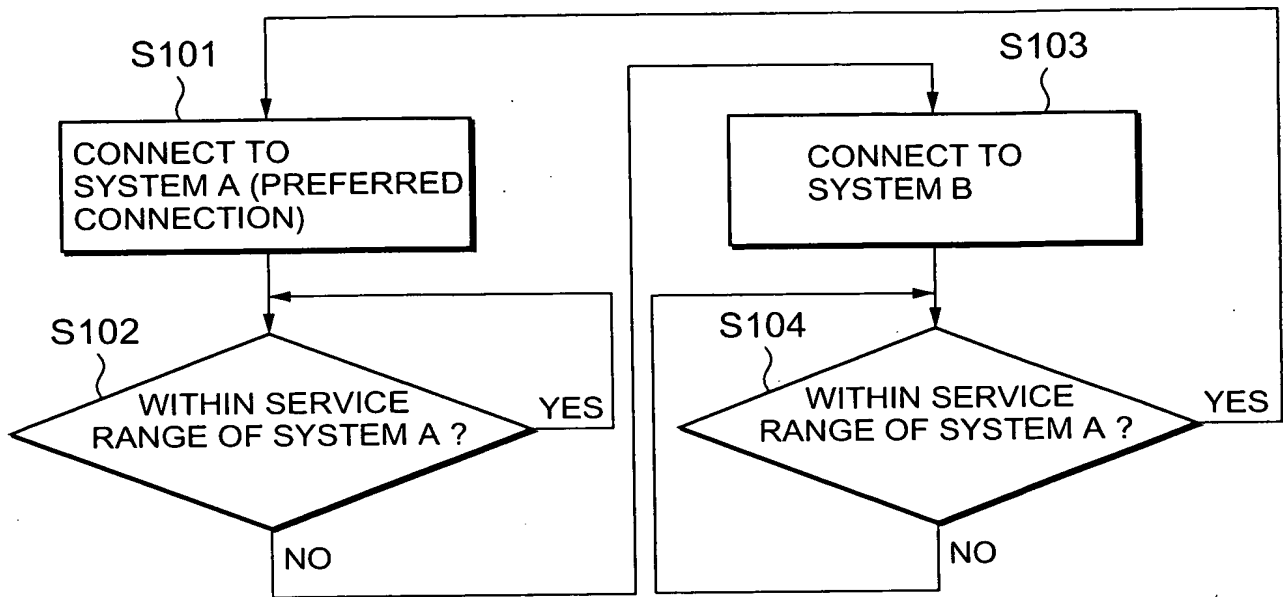 S101
CONNECT TO
SYSTEM A (PREFERRED
CONNECTION)
S102
WITHIN SERVICE
RANGE OF SYSTEM A ?
YES
NO
S103
CONNECT TO
SYSTEM B
S104
WITHIN SERVICE
RANGE OF SYSTEM A ?
YES
NO